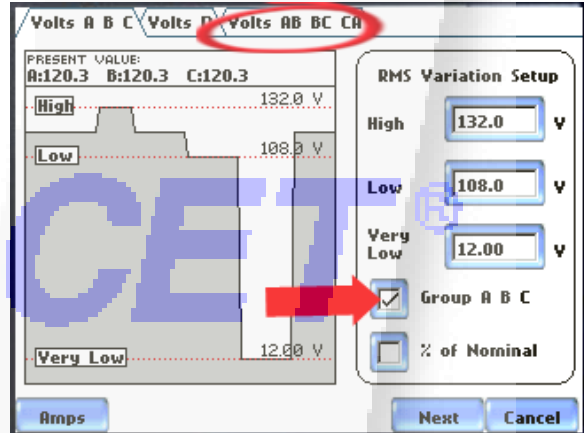 Volts A B C Volts D Volts AB BC CA
PRESENT VALUE:
A:120.3 B:120.3 C:120.3
High 132.0 V
Low 108.0 V
Very Low 12.00 V
RMS Variation Setup
High 132.0 V
Low 108.0 V
Very Low 12.00 V
Group A B C
% of Nominal
CET®
Amps Next Cancel